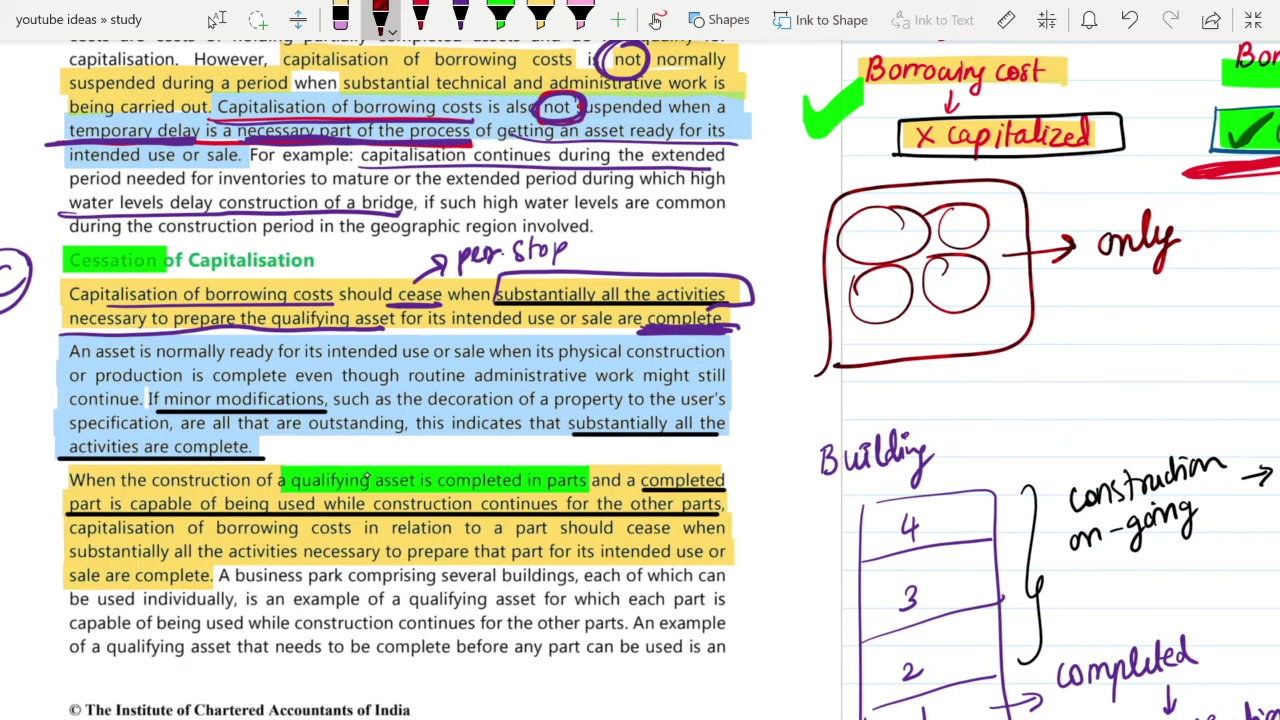 youtube ideas » study
Shapes
Ink to Shape
Ink to Text
capitalisation. However, capitalisation of borrowing costs is not normally
suspended during a period when substantial technical and administrative work is
being carried out. Capitalisation of borrowing costs is also not suspended when a
temporary delay is a necessary part of the process of getting an asset ready for its
intended use or sale. For example: capitalisation continues during the extended
period needed for inventories to mature or the extended period during which high
water levels delay construction of a bridge, if such high water levels are common
during the construction period in the geographic region involved.
per. stop
Cessation of Capitalisation
Capitalisation of borrowing costs should cease when substantially all the activities
necessary to prepare the qualifying asset for its intended use or sale are complete.
An asset is normally ready for its intended use or sale when its physical construction
or production is complete even though routine administrative work might still
continue. If minor modifications, such as the decoration of a property to the user's
specification, are all that are outstanding, this indicates that substantially all the
activities are complete.
When the construction of a qualifying asset is completed in parts and a completed
part is capable of being used while construction continues for the other parts,
capitalisation of borrowing costs in relation to a part should cease when
substantially all the activities necessary to prepare that part for its intended use or
sale are complete. A business park comprising several buildings, each of which can
be used individually, is an example of a qualifying asset for which each part is
capable of being used while construction continues for the other parts. An example
of a qualifying asset that needs to be complete before any part can be used is an
© The Institute of Chartered Accountants of India
Borrowing cost
x capitalized
only
Building
4
3
2
construction
on-going
completed